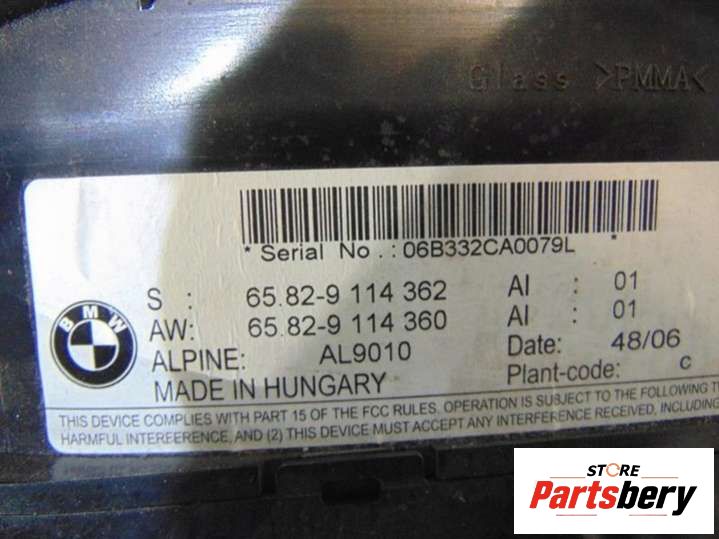 Glass >PMMA<
* Serial No . : 06B332CA0079L *
S : 65.82-9 114 362 AI : 01
AW: 65.82-9 114 360 AI : 01
ALPINE: AL9010 Date: 48/06
MADE IN HUNGARY Plant-code: c
BMW
THIS DEVICE COMPLIES WITH PART 15 OF THE FCC RULES. OPERATION IS SUBJECT TO THE FOLLOWING T
HARMFUL INTERFERENCE, AND (2) THIS DEVICE MUST ACCEPT ANY INTERFERENCE RECEIVED, INCLUDING
STORE
Partsbery